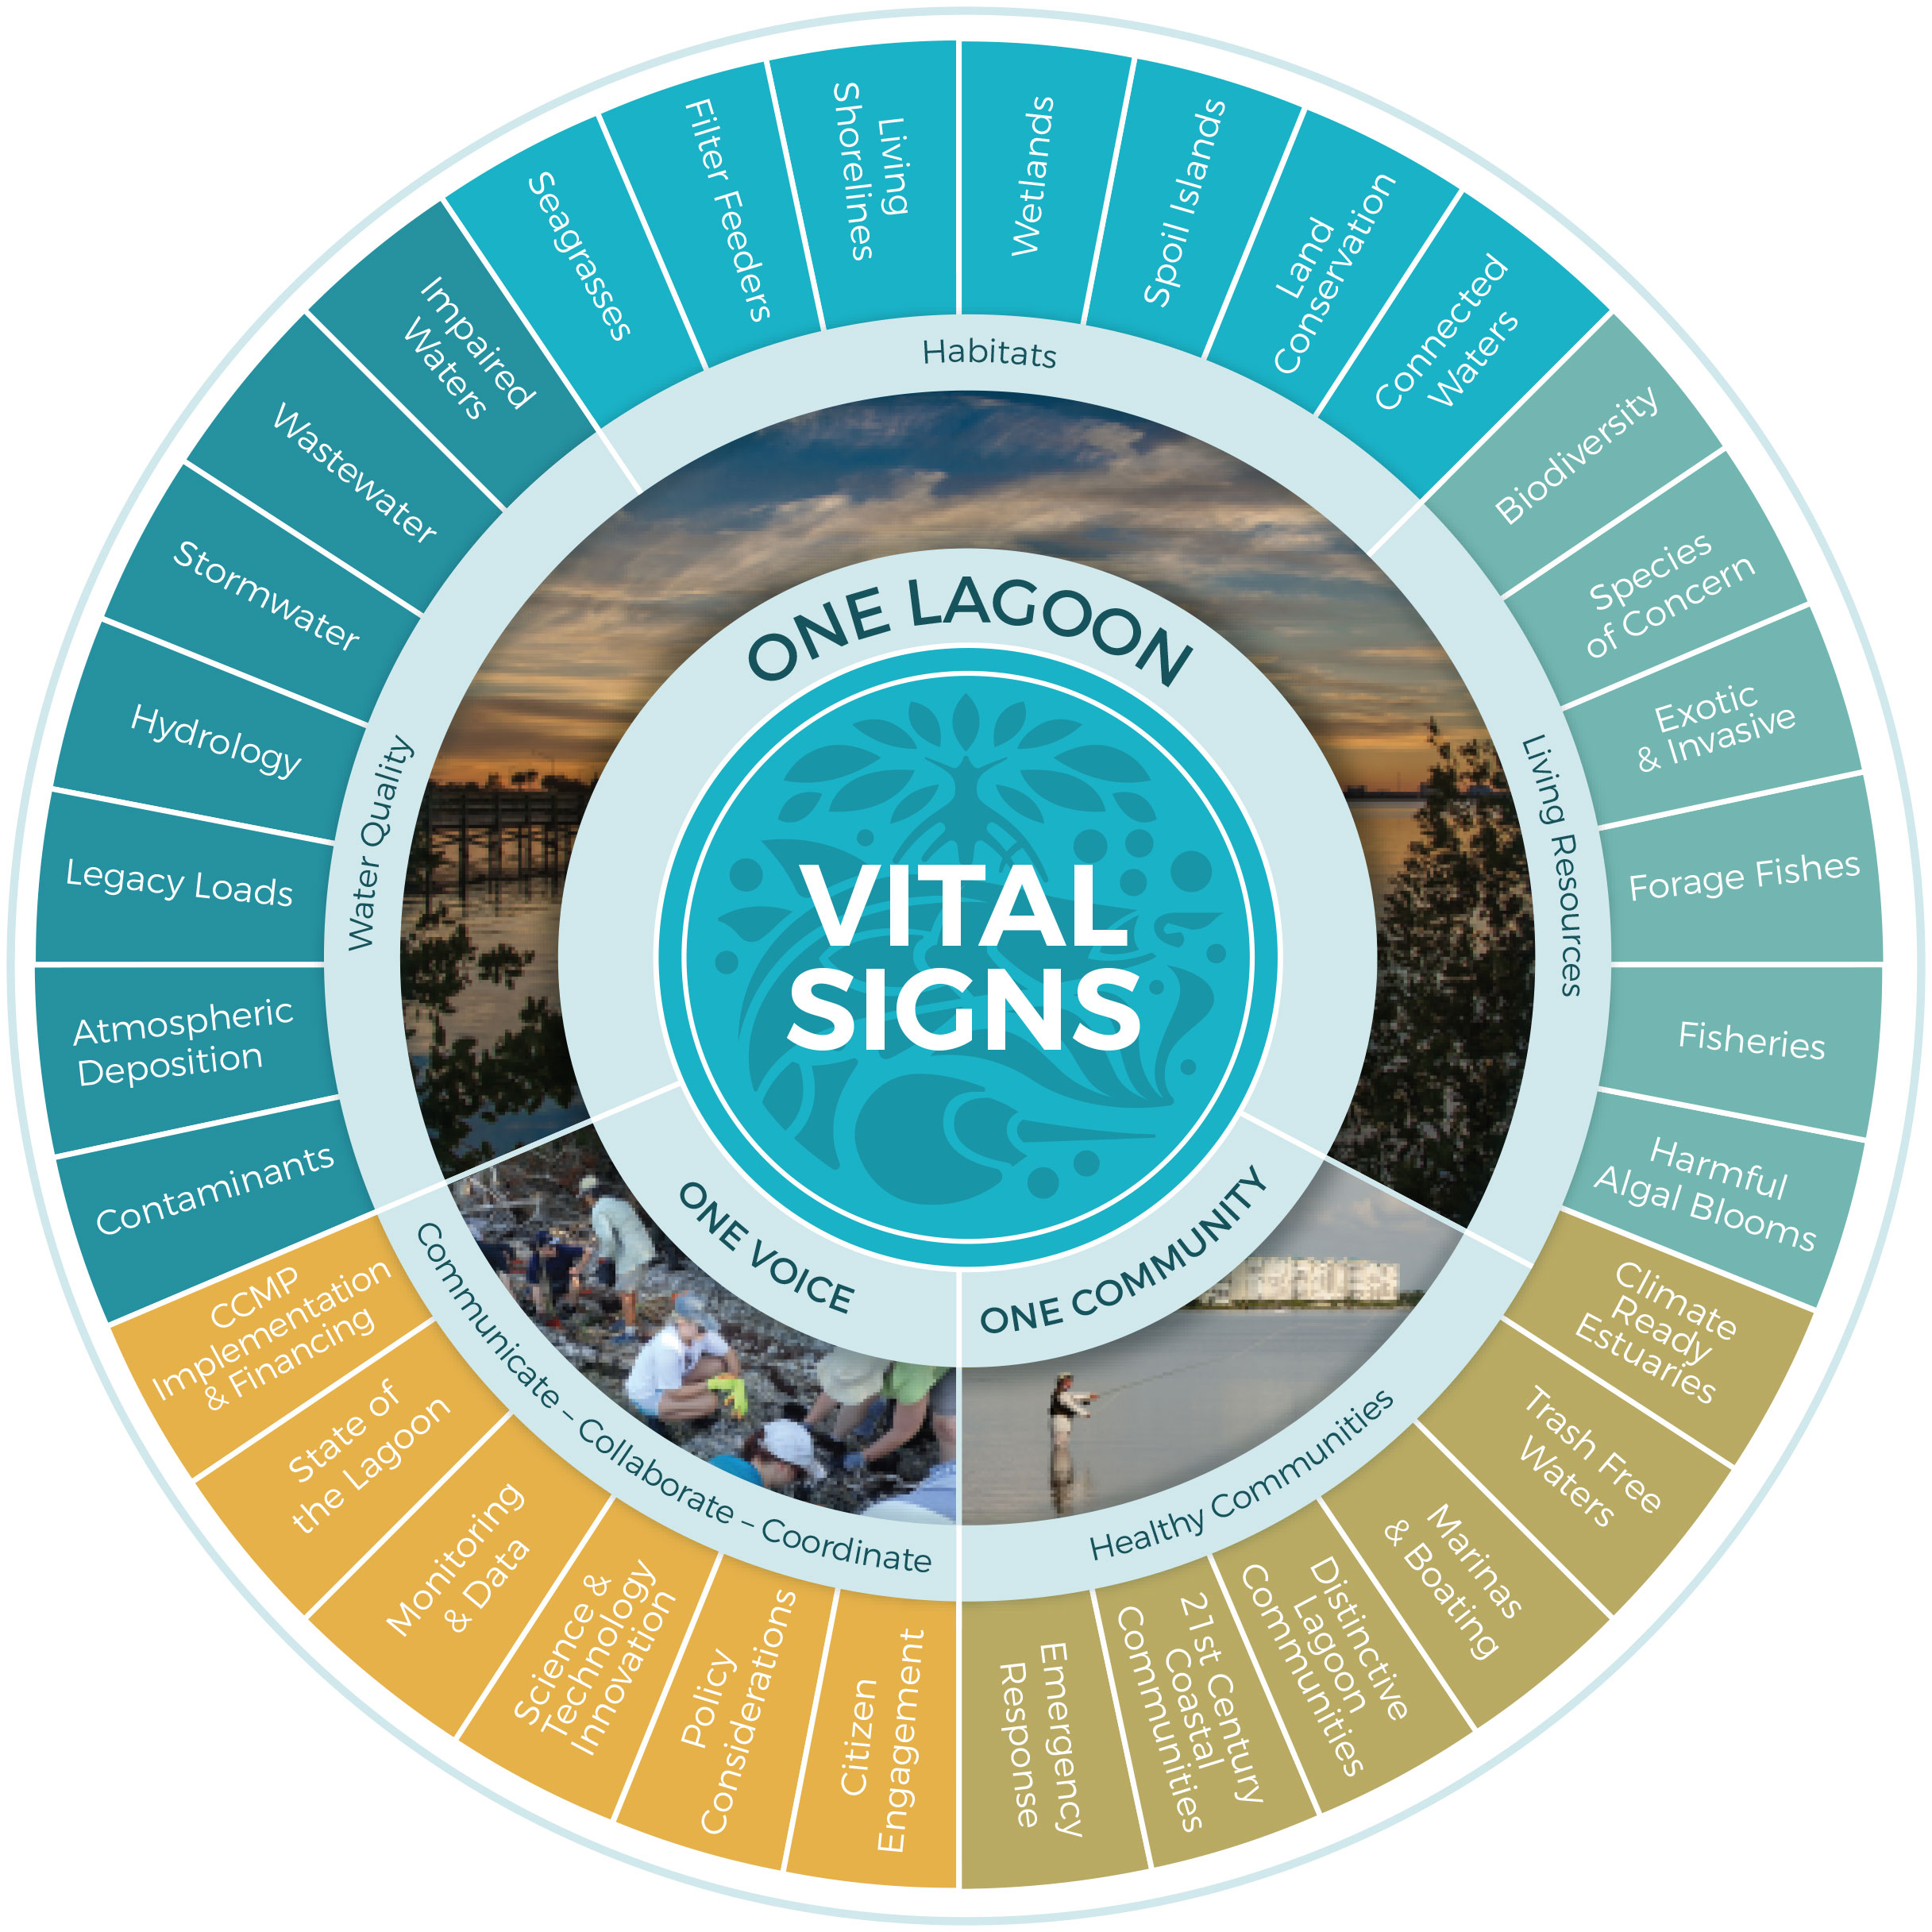 ONE LAGOON
VITAL
SIGNS
ONE VOICE
ONE COMMUNITY
Habitats
Living
Shorelines
Filter Feeders
Seagrasses
Wetlands
Spoil Islands
Land
Conservation
Connected
Waters
Living Resources
Biodiversity
Species
of Concern
Exotic
& Invasive
Forage Fishes
Fisheries
Harmful
Algal Blooms
Healthy Communities
Climate
Ready
Estuaries
Trash Free
Waters
Marinas
& Boating
Distinctive
Lagoon
Communities
21st Century
Coastal
Communities
Emergency
Response
Communicate – Collaborate – Coordinate
Citizen
Engagement
Policy
Considerations
Science &
Technology
Innovation
Monitoring
& Data
State of
the Lagoon
CCMP
Implementation
& Financing
Water Quality
Contaminants
Atmospheric
Deposition
Legacy Loads
Hydrology
Stormwater
Wastewater
Impaired
Waters